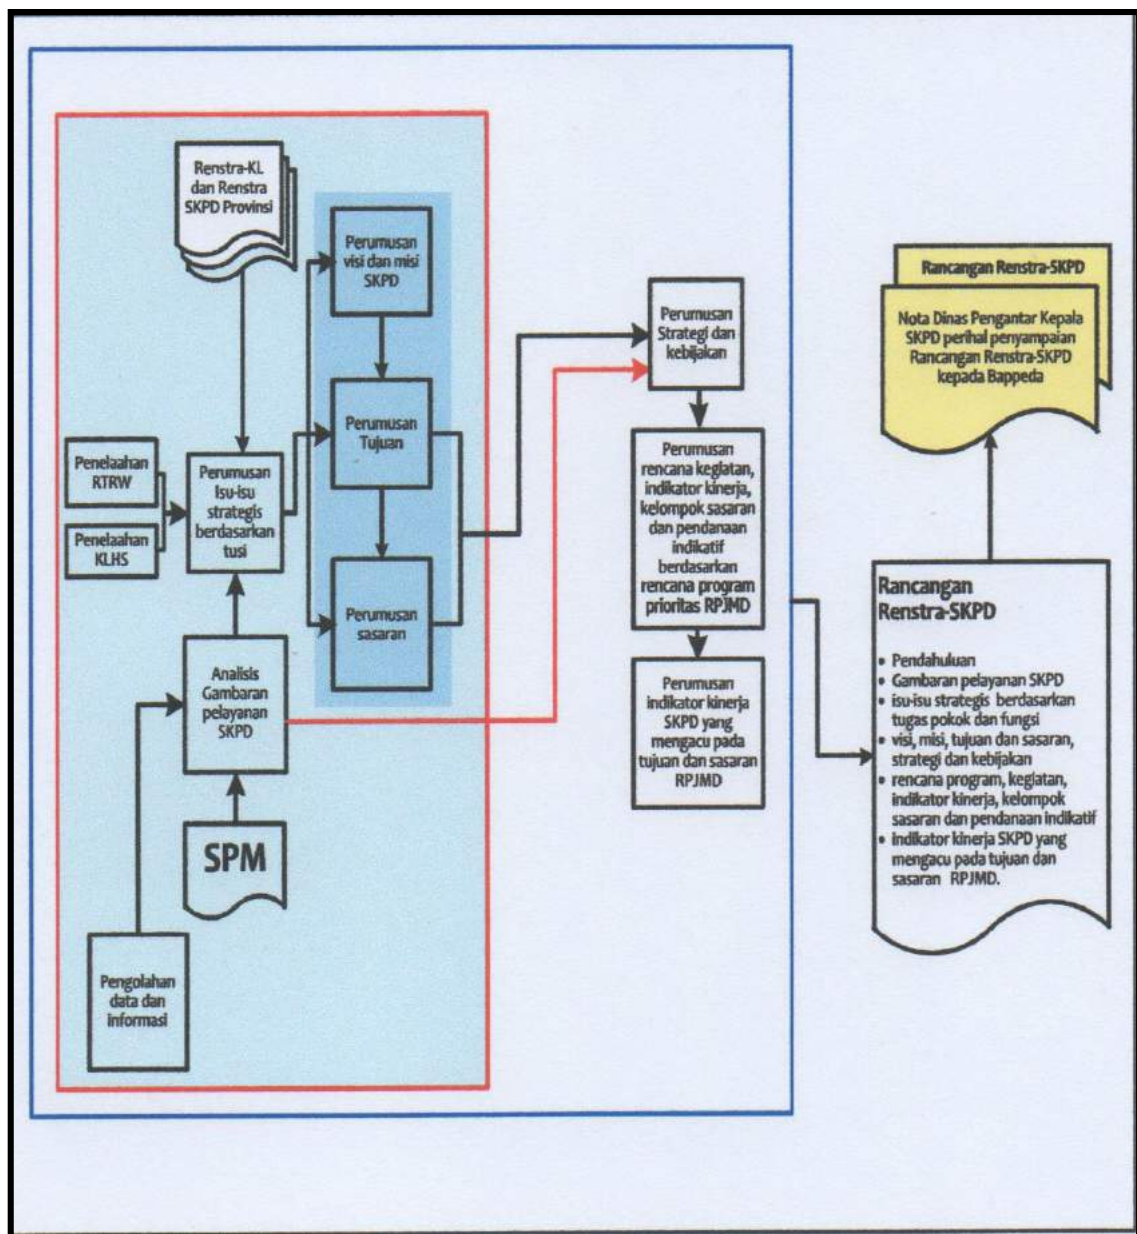 Renstra-KL
dan Renstra
SKPD Provinsi
Perumusan
visi dan misi
SKPD
Perumusan
Tujuan
Perumusan
sasaran
Penelaahan
RTRW
Penelaahan
KLHS
Perumusan
Isu-isu
strategis
berdasarkan
tusi
Analisis
Gambaran
pelayanan
SKPD
SPM
Pengolahan
data dan
informasi
Perumusan
Strategi dan
kebijakan
Perumusan
rencana kegiatan,
indikator kinerja,
kelompok sasaran
dan pendanaan
indikatif
berdasarkan
rencana program
prioritas RPJMD
Perumusan
indikator kinerja
SKPD yang
mengacu pada
tujuan dan sasaran
RPJMD
Rancangan Renstra-SKPD
Nota Dinas Pengantar Kepala
SKPD perihal penyampaian
Rancangan Renstra-SKPD
kepada Bappeda
Rancangan
Renstra-SKPD
• Pendahuluan
• Gambaran pelayanan SKPD
• isu-isu strategis berdasarkan
tugas pokok dan fungsi
• visi, misi, tujuan dan sasaran,
strategi dan kebijakan
• rencana program, kegiatan,
indikator kinerja, kelompok
sasaran dan pendanaan indikatif
• indikator kinerja SKPD yang
mengacu pada tujuan dan
sasaran RPJMD.